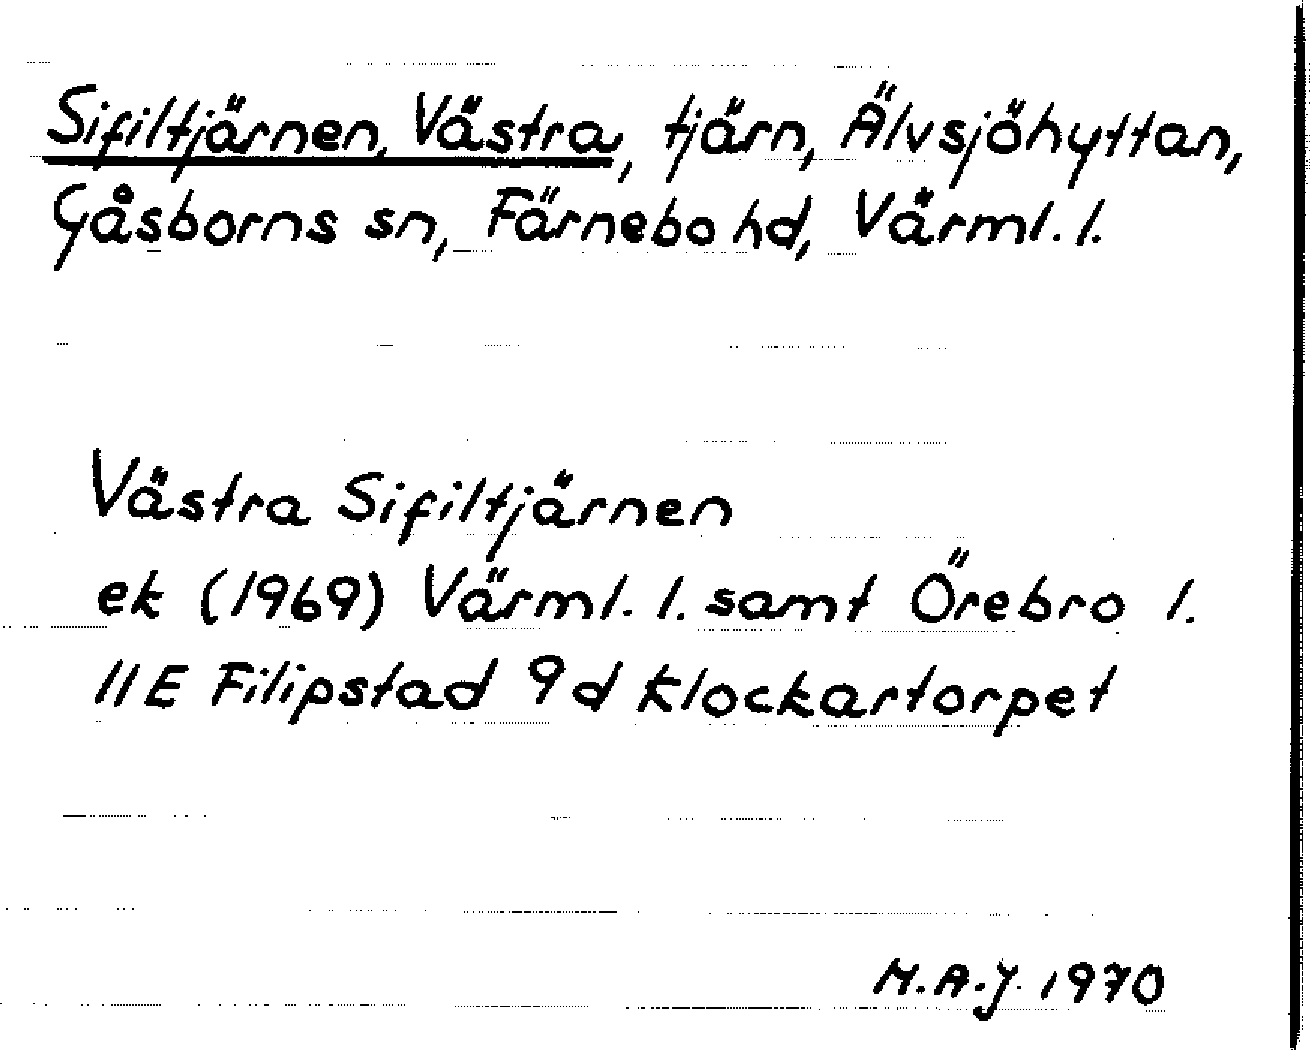 Sifiltjärnen, Västra, tjärn, Älvsjöhyttan,
Gåsborns sn, Färnebo hd, Värml. l.
Västra Sifiltjärnen
ek (1969) Värml. l. samt Örebro l.
11E Filipstad 9d Klockartorpet
M.A.J. 1970